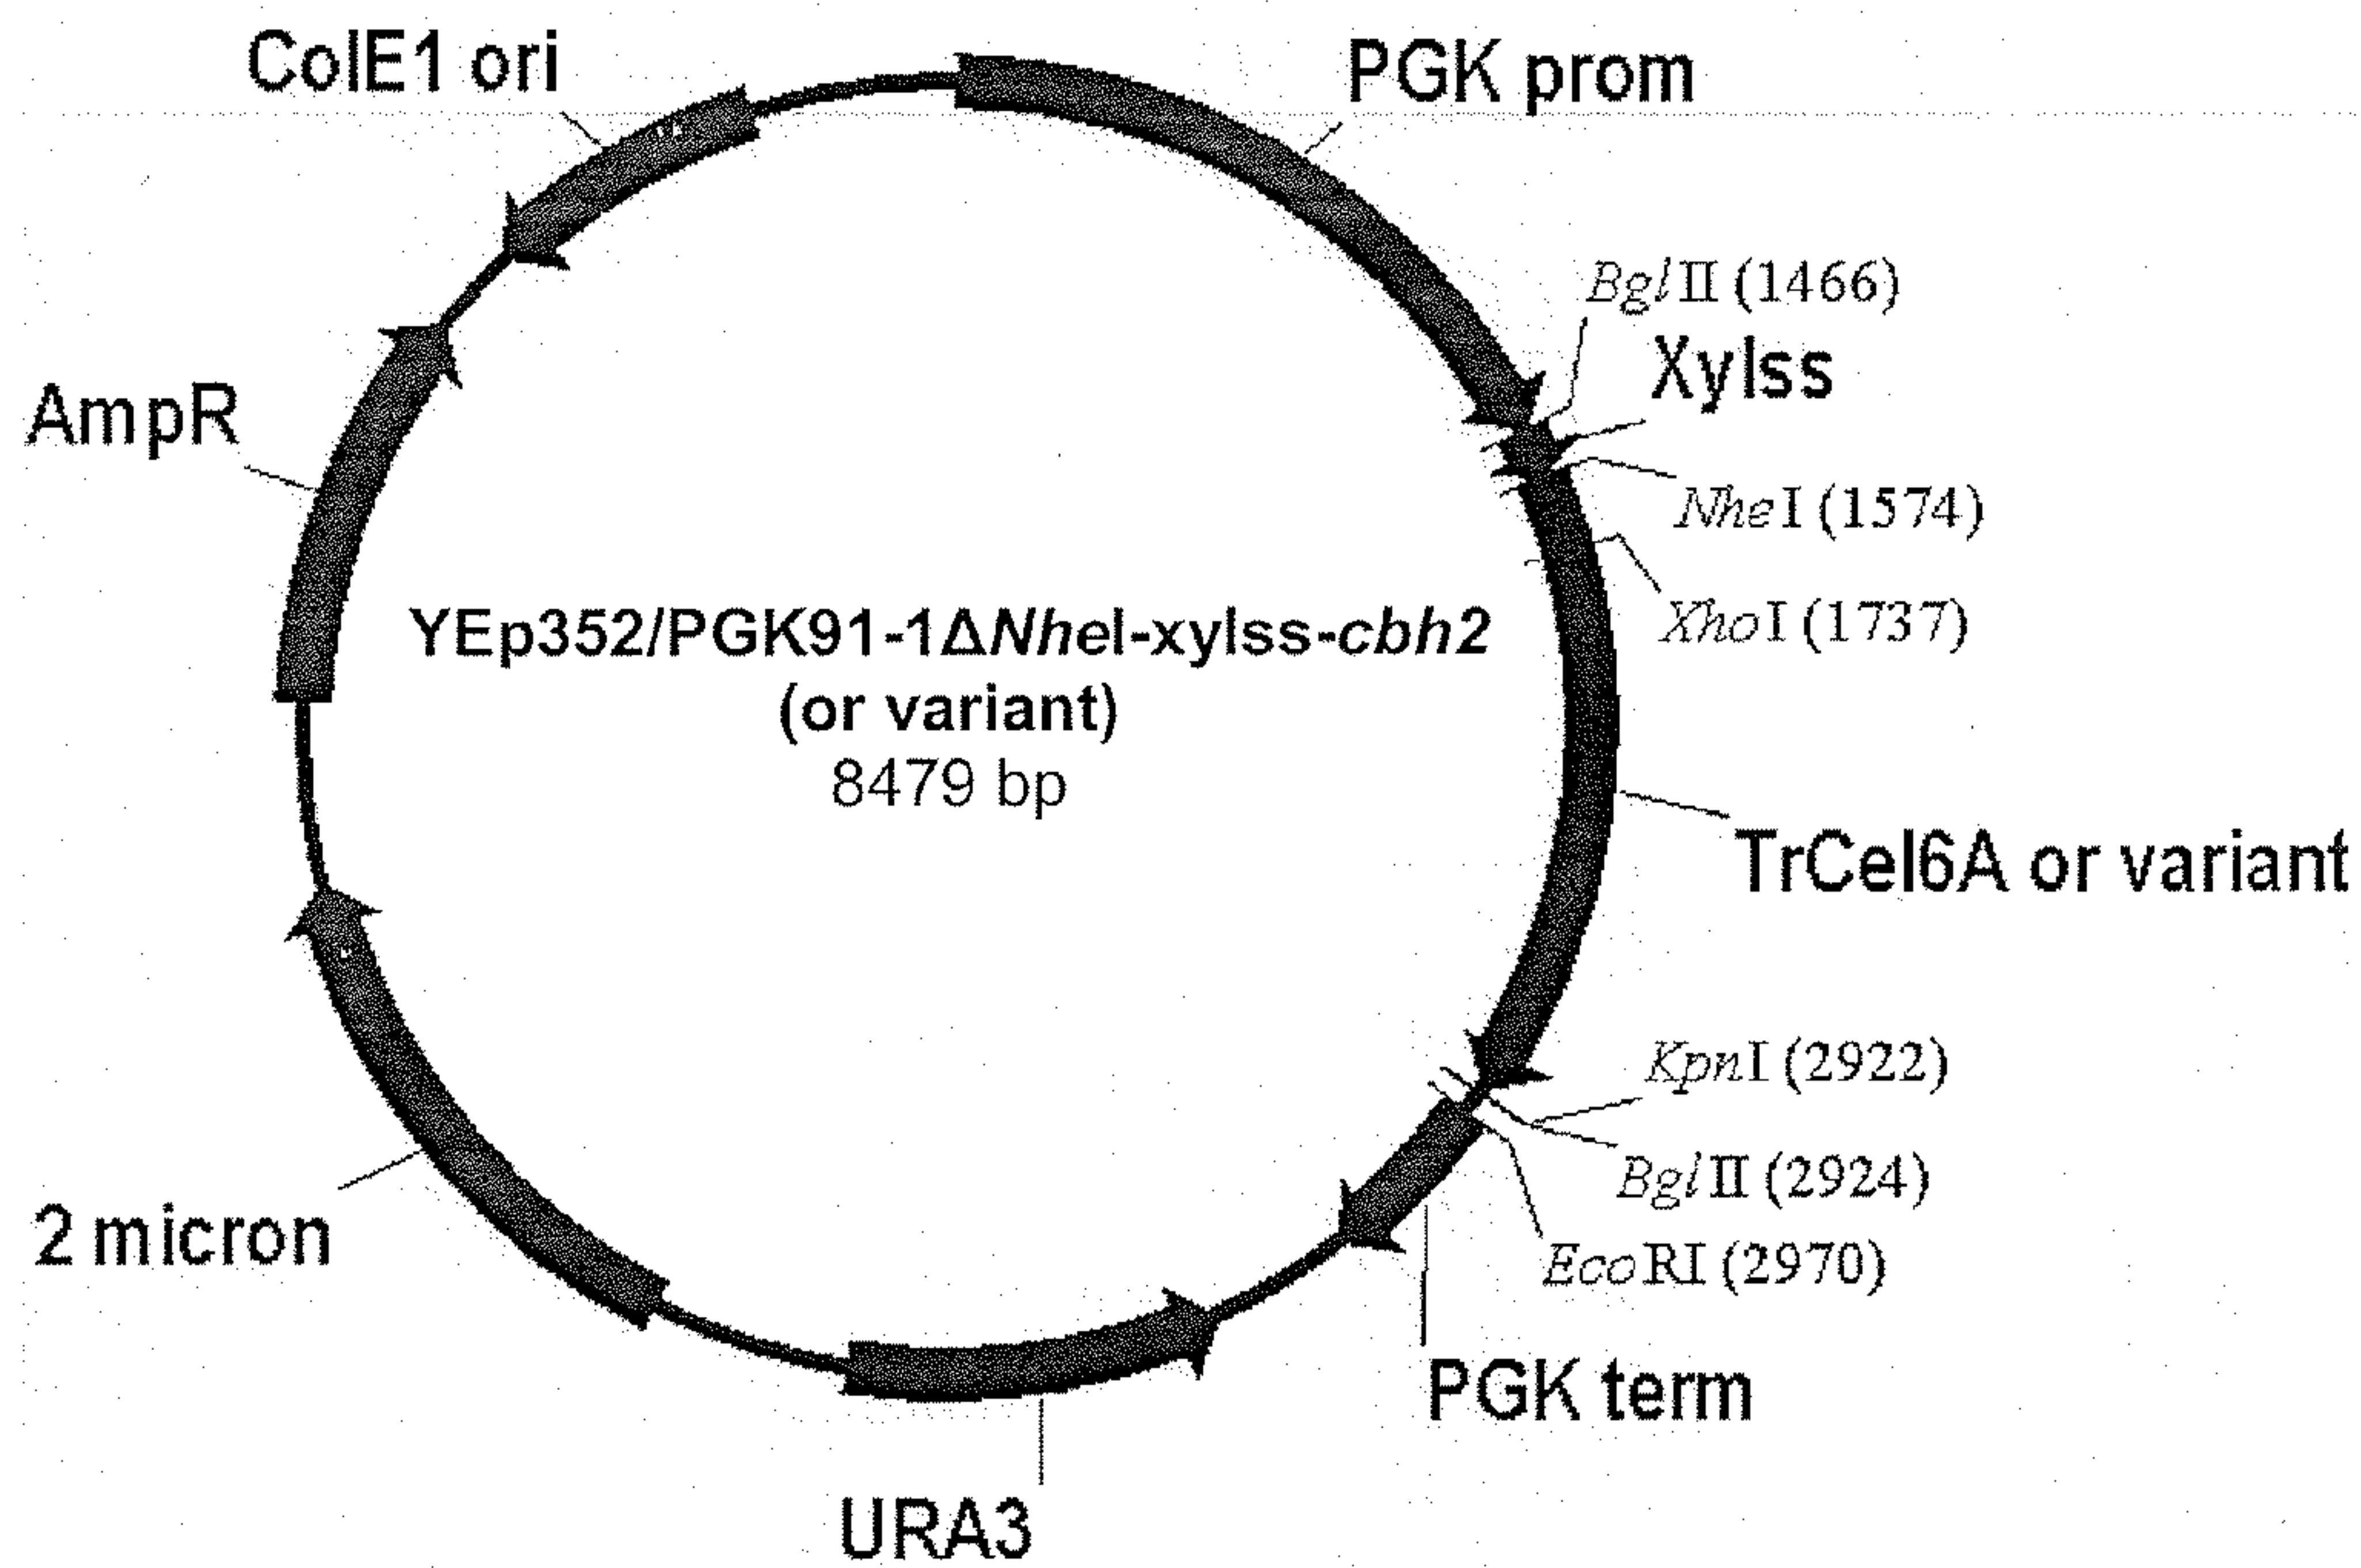 ColE1 ori
PGK prom
BglII (1466)
Xylss
AmpR
NheI (1574)
XhoI (1737)
YEp352/PGK91-1ΔNheI-xylss-cbh2
(or variant)
8479 bp
TrCel6A or variant
KpnI (2922)
BglII (2924)
2 micron
EcoRI (2970)
PGK term
URA3